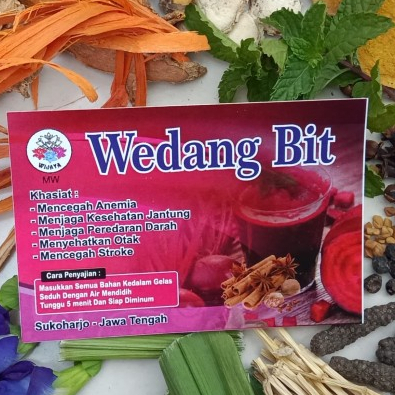 WIJAYA
MW
Wedang Bit
Khasiat :
- Mencegah Anemia
- Menjaga Kesehatan Jantung
- Menjaga Peredaran Darah
- Menyehatkan Otak
- Mencegah Stroke
Cara Penyajian :
Masukkan Semua Bahan Kedalam Gelas
Seduh Dengan Air Mendidih
Tunggu 5 menit Dan Siap Diminum
Sukoharjo - Jawa Tengah